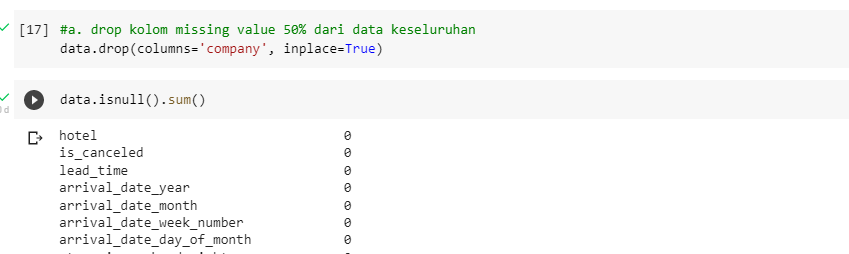 [17] #a. drop kolom missing value 50% dari data keseluruhan
data.drop(columns='company', inplace=True)
data.isnull().sum()
hotel 0
is_canceled 0
lead_time 0
arrival_date_year 0
arrival_date_month 0
arrival_date_week_number 0
arrival_date_day_of_month 0